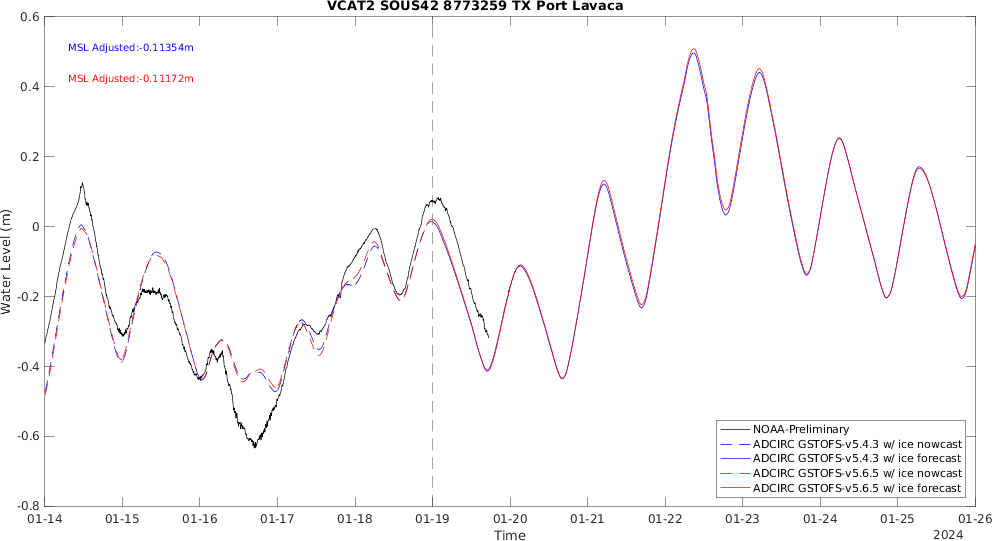 VCAT2 SOUS42 8773259 TX Port Lavaca
MSL Adjusted:-0.11354m
MSL Adjusted:-0.11172m
0.6
0.4
0.2
0
-0.2
-0.4
-0.6
-0.8
Water Level (m)
NOAA-Preliminary
ADCIRC GSTOFS-v5.4.3 w/ ice nowcast
ADCIRC GSTOFS-v5.4.3 w/ ice forecast
ADCIRC GSTOFS-v5.6.5 w/ ice nowcast
ADCIRC GSTOFS-v5.6.5 w/ ice forecast
01-14 01-15 01-16 01-17 01-18 01-19 01-20 01-21 01-22 01-23 01-24 01-25 01-26
Time
2024